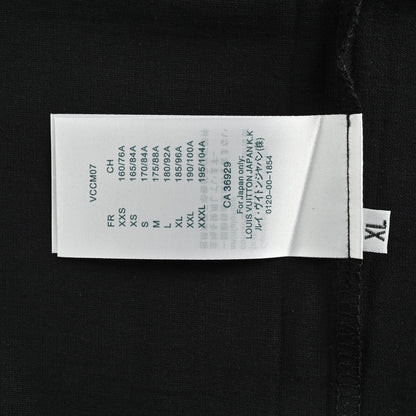 VCCM07
FR CH
XXS 160/76A
XS 165/84A
S 170/84A
M 175/88A
L 180/92A
XL 185/96A
XXL 190/100A
XXXL 195/104A
CA 36929
For Japan only:
LOUIS VUITTON JAPAN K.K
ルイ・ヴィトンジャパン(株)
0120-00-1854
XL